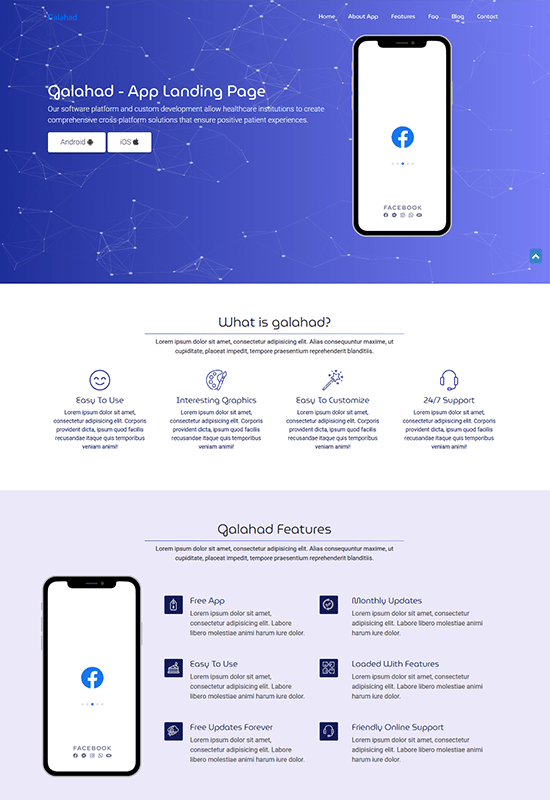 Galahad
Home About App Features Faq Blog Contact
Galahad - App Landing Page
Our software platform and custom development allow healthcare institutions to create
comprehensive cross-platform solutions that ensure positive patient experiences.
Android iOS
FACEBOOK
What is galahad?
Lorem ipsum dolor sit amet, consectetur adipisicing elit. Alias consequuntur maxime, ut
cupiditate, placeat impedit, tempore praesentium reprehenderit blanditiis.
Easy To Use
Lorem ipsum dolor sit amet,
consectetur adipisicing elit. Corporis
provident dicta, ipsum quod facilis
recusandae itaque quis temporibus
veniam animi!
Interesting Graphics
Lorem ipsum dolor sit amet,
consectetur adipisicing elit. Corporis
provident dicta, ipsum quod facilis
recusandae itaque quis temporibus
veniam animi!
Easy To Customize
Lorem ipsum dolor sit amet,
consectetur adipisicing elit. Corporis
provident dicta, ipsum quod facilis
recusandae itaque quis temporibus
veniam animi!
24/7 Support
Lorem ipsum dolor sit amet,
consectetur adipisicing elit. Corporis
provident dicta, ipsum quod facilis
recusandae itaque quis temporibus
veniam animi!
Galahad Features
Lorem ipsum dolor sit amet, consectetur adipisicing elit. Alias consequuntur maxime, ut
cupiditate, placeat impedit, tempore praesentium reprehenderit blanditiis.
FACEBOOK
Free App
Lorem ipsum dolor sit amet,
consectetur adipisicing elit. Labore
libero molestiae animi harum iure dolor.
Monthly Updates
Lorem ipsum dolor sit amet, consectetur
adipisicing elit. Labore libero molestiae
animi harum iure dolor.
Easy To Use
Lorem ipsum dolor sit amet,
consectetur adipisicing elit. Labore
libero molestiae animi harum iure dolor.
Loaded With Features
Lorem ipsum dolor sit amet, consectetur
adipisicing elit. Labore libero molestiae
animi harum iure dolor.
Free Updates Forever
Lorem ipsum dolor sit amet,
consectetur adipisicing elit. Labore
libero molestiae animi harum iure dolor.
Friendly Online Support
Lorem ipsum dolor sit amet, consectetur
adipisicing elit. Labore libero molestiae
animi harum iure dolor.